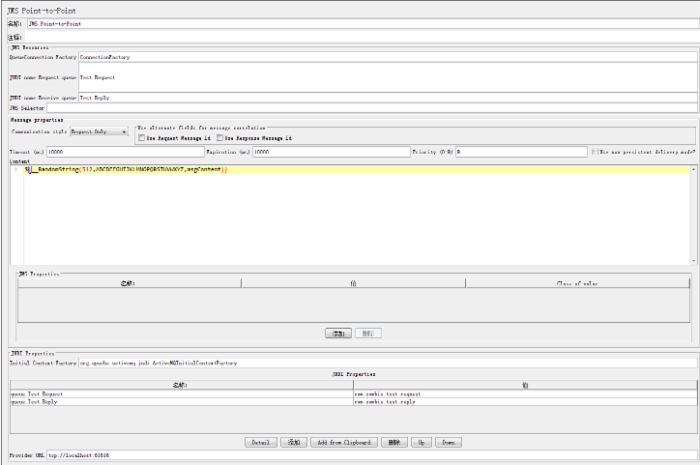 JMS Point-to-Point
名称: JMS Point-to-Point
注释:
JMS Resources
QueueConnection Factory ConnectionFactory
JNDI name Request queue Test.Request
JNDI name Receive queue Test.Reply
JMS Selector
Message properties
Communication style Request Only
Use alternate fields for message correlation
Use Request Message Id Use Response Message Id
Timeout (ms) 10000 Expiration (ms) 10000 Priority (0-9) Use non-persistent delivery mode?
Content
1 ${__RandomString(512,ABCDEFGHIJKLMNOPQRSTUVWXYZ,msgContent)}
JMS Properties
名称: 值 Class of value
添加 删除
JNDI Properties
Initial Context Factory org.apache.activemq.jndi.ActiveMQInitialContextFactory
JNDI Properties
名称: 值
queue.Test.Request com.zembix.test.request
queue.Test.Reply com.zembix.test.reply
Detail 添加 Add from Clipboard 删除 Up Down
Provider URL tcp://localhost:61616